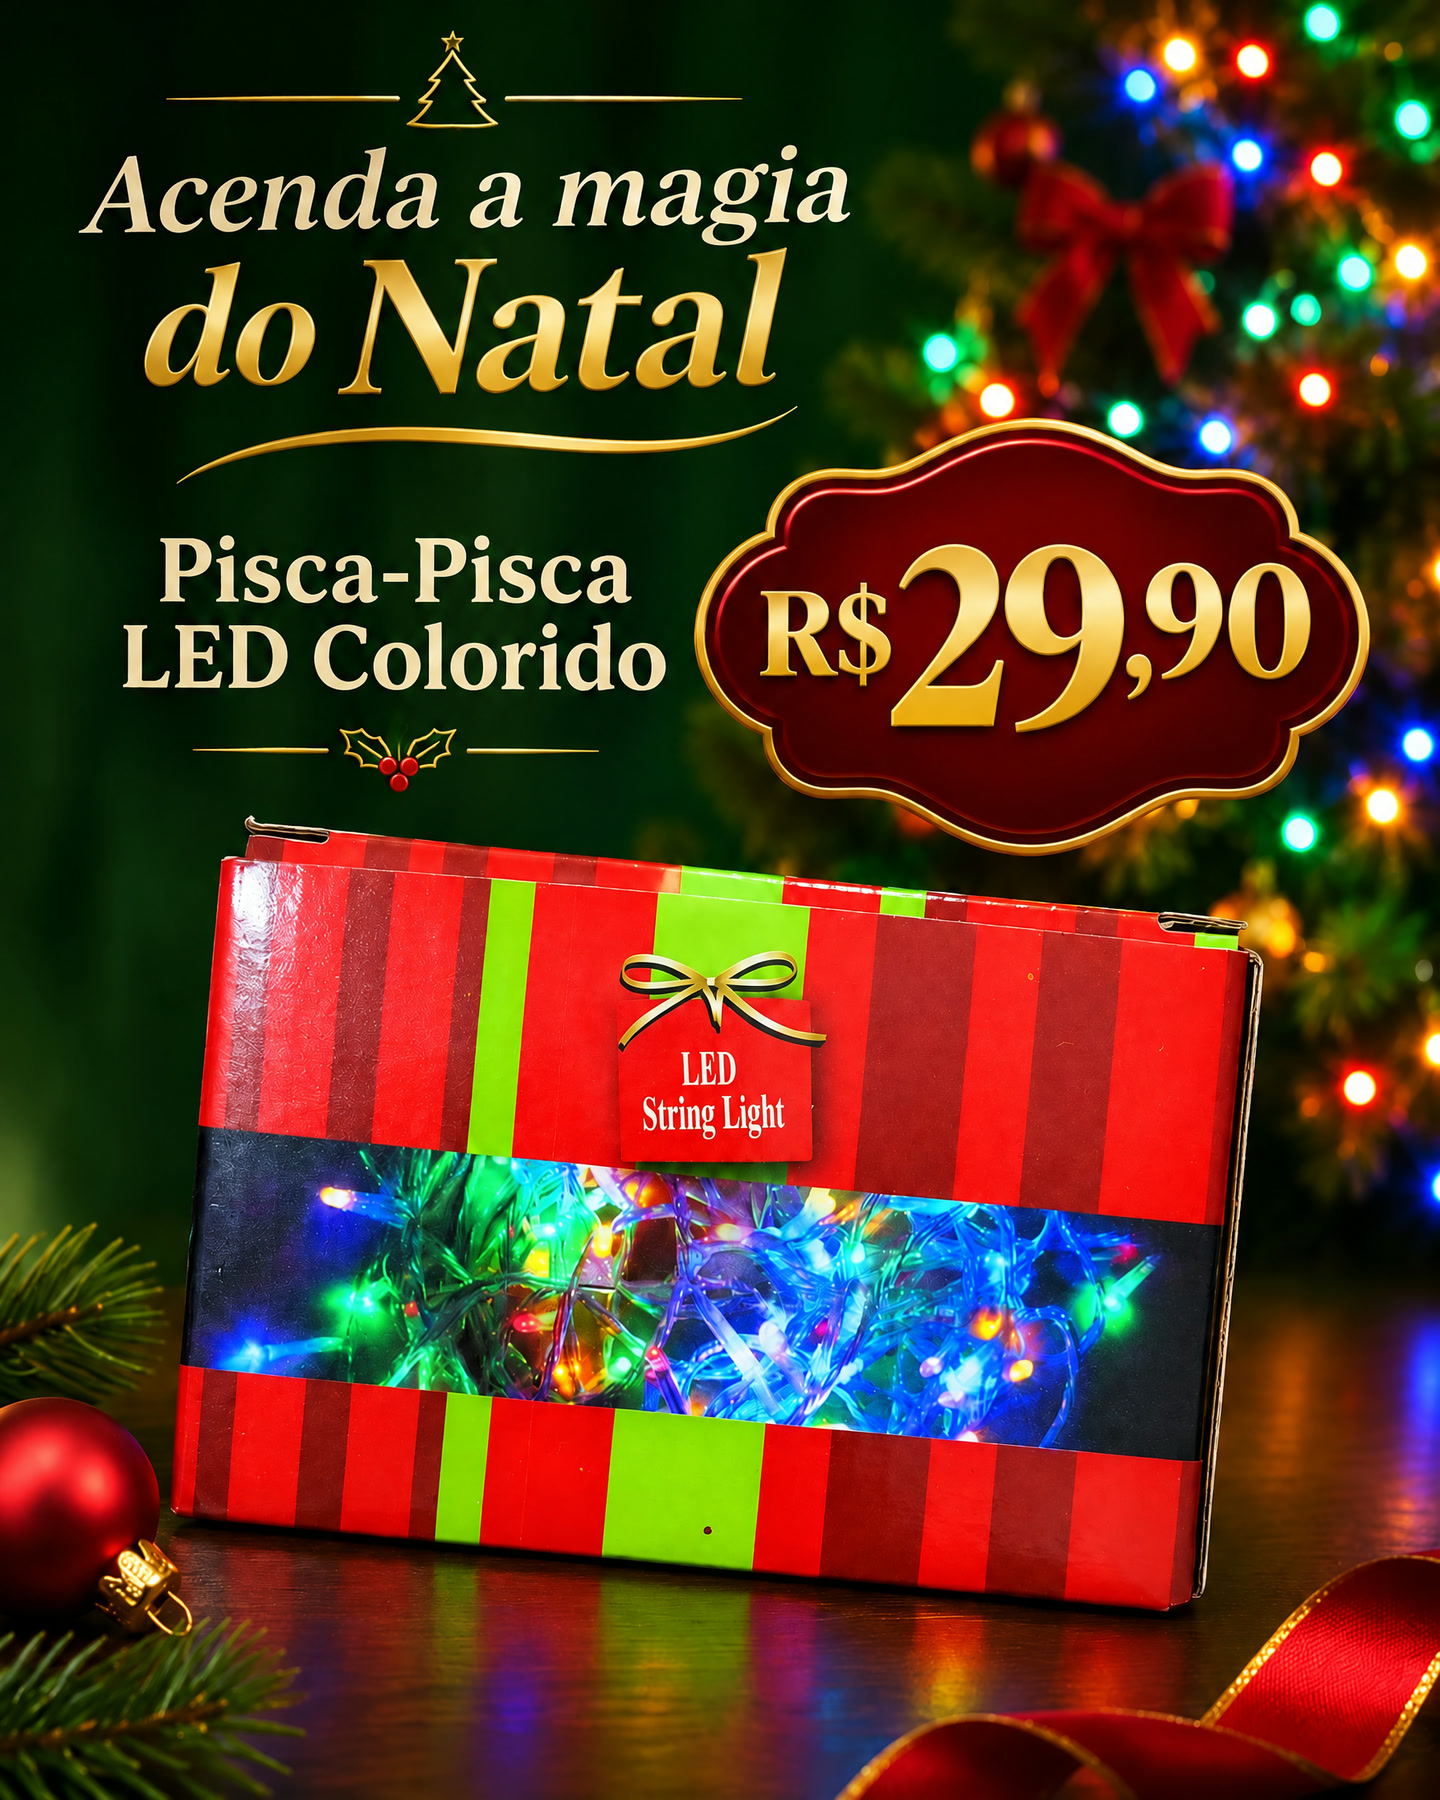 Acenda a magia
do Natal
Pisca-Pisca
LED Colorido
R$29,90
LED
String Light